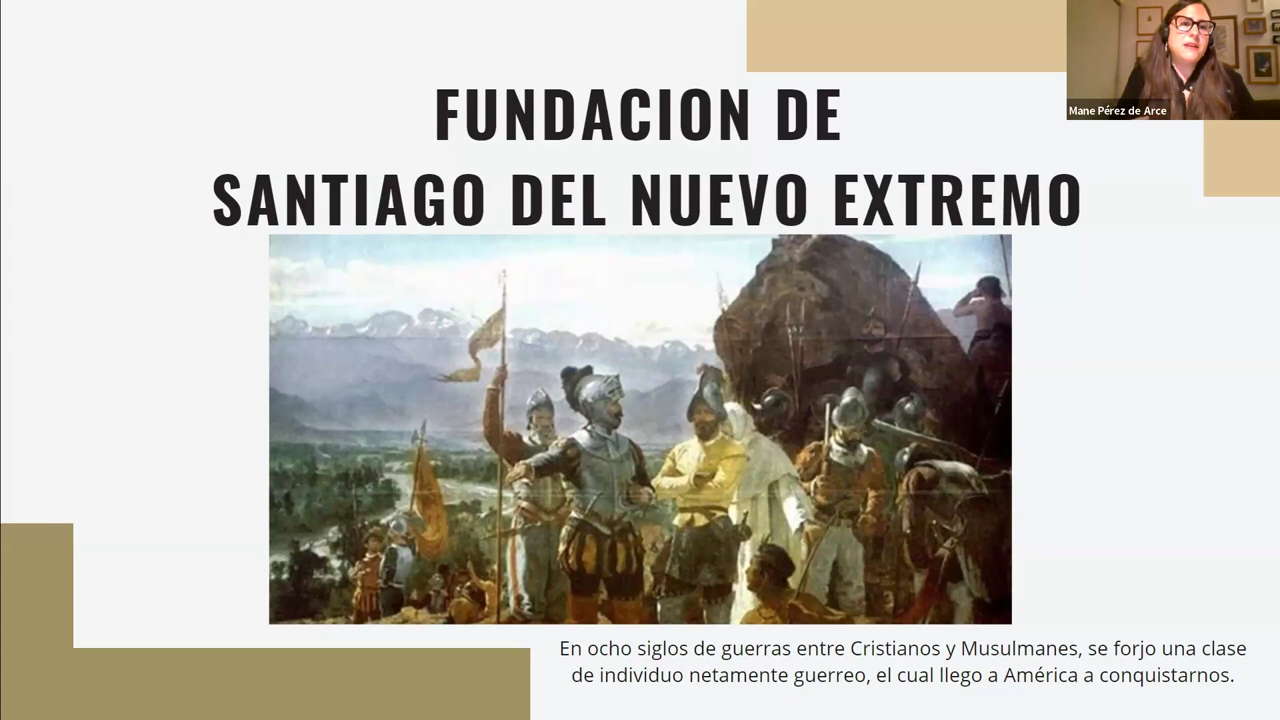 FUNDACION DE
SANTIAGO DEL NUEVO EXTREMO
Mane Pérez de Arce
En ocho siglos de guerras entre Cristianos y Musulmanes, se forjo una clase
de individuo netamente guerreo, el cual llego a América a conquistarnos.